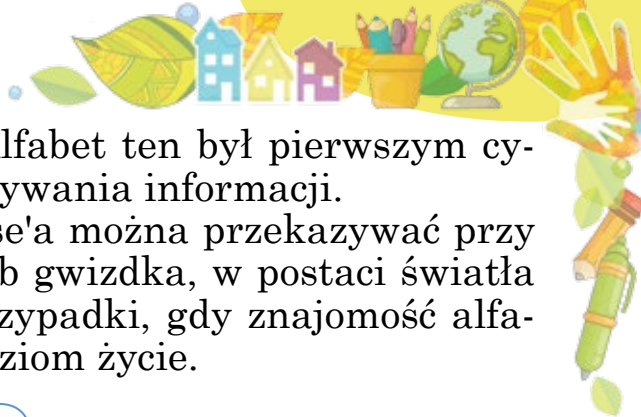 lfabet ten był pierwszym cy-
ywania informacji.
se'a można przekazywać przy
b gwizdka, w postaci światła
zypadki, gdy znajomość alfa-
ziom życie.